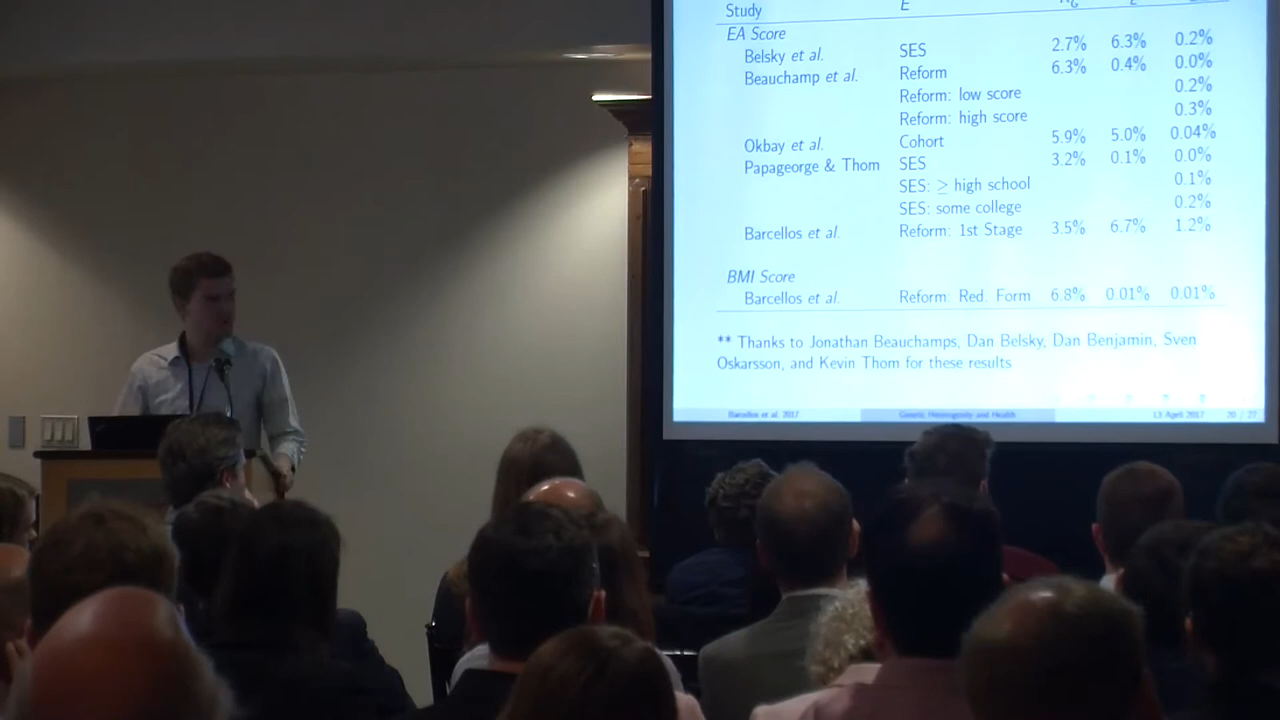 Study E
EA Score
Belsky et al. SES 2.7% 6.3% 0.2%
Beauchamp et al. Reform 6.3% 0.4% 0.0%
Reform: low score 0.2%
Reform: high score 0.3%
Okbay et al. Cohort 5.9% 5.0% 0.04%
Papageorge & Thom SES 3.2% 0.1% 0.0%
SES: ≥ high school 0.1%
SES: some college 0.2%
Barcellos et al. Reform: 1st Stage 3.5% 6.7% 1.2%
BMI Score
Barcellos et al. Reform: Red. Form 6.8% 0.01% 0.01%
** Thanks to Jonathan Beauchamps, Dan Belsky, Dan Benjamin, Sven
Oskarsson, and Kevin Thom for these results
Barcellos et al. 2017 Genetic Heterogeneity and Health 13 April 2017 20 / 27